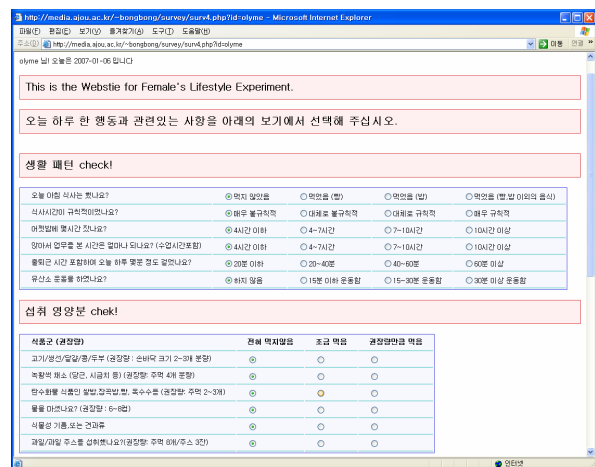 http://media.ajou.ac.kr/~bongbong/survey/surv4.php?id=olyme - Microsoft Internet Explorer
파일(F) 편집(E) 보기(V) 즐겨찾기(A) 도구(T) 도움말(H)
주소(D) http://media.ajou.ac.kr/~bongbong/survey/surv4.php?id=olyme 이동 연결 »
olyme 님! 오늘은 2007-01-06 입니다
This is the Webstie for Female's Lifestyle Experiment.
오늘 하루 한 행동과 관련있는 사항을 아래의 보기에서 선택해 주십시오.
생활 패턴 check!
오늘 아침 식사는 했나요? 먹지 않았음 먹었음 (빵) 먹었음 (밥) 먹었음 (빵,밥 이외의 음식)
식사시간이 규칙적이었나요? 매우 불규칙적 대체로 불규칙적 대체로 규칙적 매우 규칙적
어젯밤에 몇시간 잤나요? 4시간 이하 4~7시간 7~10시간 10시간 이상
앉아서 업무를 본 시간은 얼마나 되나요? (수업시간포함) 4시간 이하 4~7시간 7~10시간 10시간 이상
출퇴근 시간 포함하여 오늘 하루 몇분 정도 걸었나요? 20분 이하 20~40분 40~60분 60분 이상
유산소 운동을 하였나요? 하지 않음 15분 이하 운동함 15~30분 운동함 30분 이상 운동함
섭취 영양분 chek!
식품군 (권장량) 전혀 먹지않음 조금 먹음 권장량만큼 먹음
고기/생선/달걀/콩/두부 (권장량 : 손바닥 크기 2~3개 분량)
녹황색 채소 (당근, 시금치 등) (권장량: 주먹 4개 분량)
탄수화물 식품인 쌀밥,잡곡밥,빵, 옥수수등 (권장량: 주먹 2~3개)
물을 마셨나요? (권장량 : 6~8컵)
식물성 기름,또는 견과류
과일/과일 주스를 섭취했나요?(권장량: 주먹 8개/주스 3잔)
인터넷